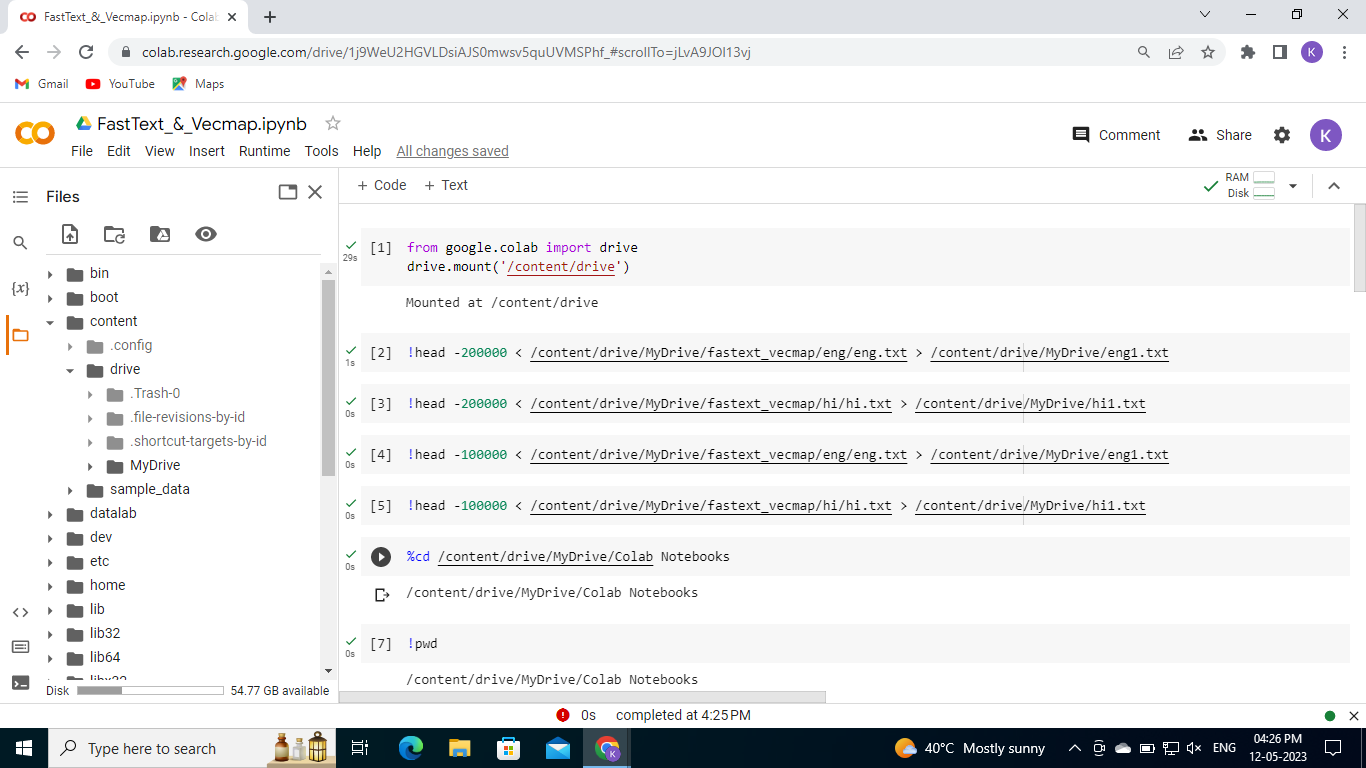 FastText_&_Vecmap.ipynb - Colab
colab.research.google.com/drive/1j9WeU2HGVLDsiAJS0mwsv5quUVMSPhf_#scrollTo=jLvA9JOI13vj
K
Gmail YouTube Maps
FastText_&_Vecmap.ipynb
File Edit View Insert Runtime Tools Help All changes saved
Comment Share K
Files
+ Code + Text
RAM
Disk
{x}
bin
boot
content
.config
drive
.Trash-0
.file-revisions-by-id
.shortcut-targets-by-id
MyDrive
sample_data
datalab
dev
etc
home
lib
lib32
lib64
Disk 54.77 GB available
29s [1] from google.colab import drive
drive.mount('/content/drive')
Mounted at /content/drive
1s [2] !head -200000 < /content/drive/MyDrive/fastext_vecmap/eng/eng.txt > /content/drive/MyDrive/eng1.txt
0s [3] !head -200000 < /content/drive/MyDrive/fastext_vecmap/hi/hi.txt > /content/drive/MyDrive/hi1.txt
0s [4] !head -100000 < /content/drive/MyDrive/fastext_vecmap/eng/eng.txt > /content/drive/MyDrive/eng1.txt
0s [5] !head -100000 < /content/drive/MyDrive/fastext_vecmap/hi/hi.txt > /content/drive/MyDrive/hi1.txt
0s %cd /content/drive/MyDrive/Colab Notebooks
/content/drive/MyDrive/Colab Notebooks
0s [7] !pwd
/content/drive/MyDrive/Colab Notebooks
0s completed at 4:25 PM
Type here to search
K
40°C Mostly sunny
ENG
04:26 PM
12-05-2023